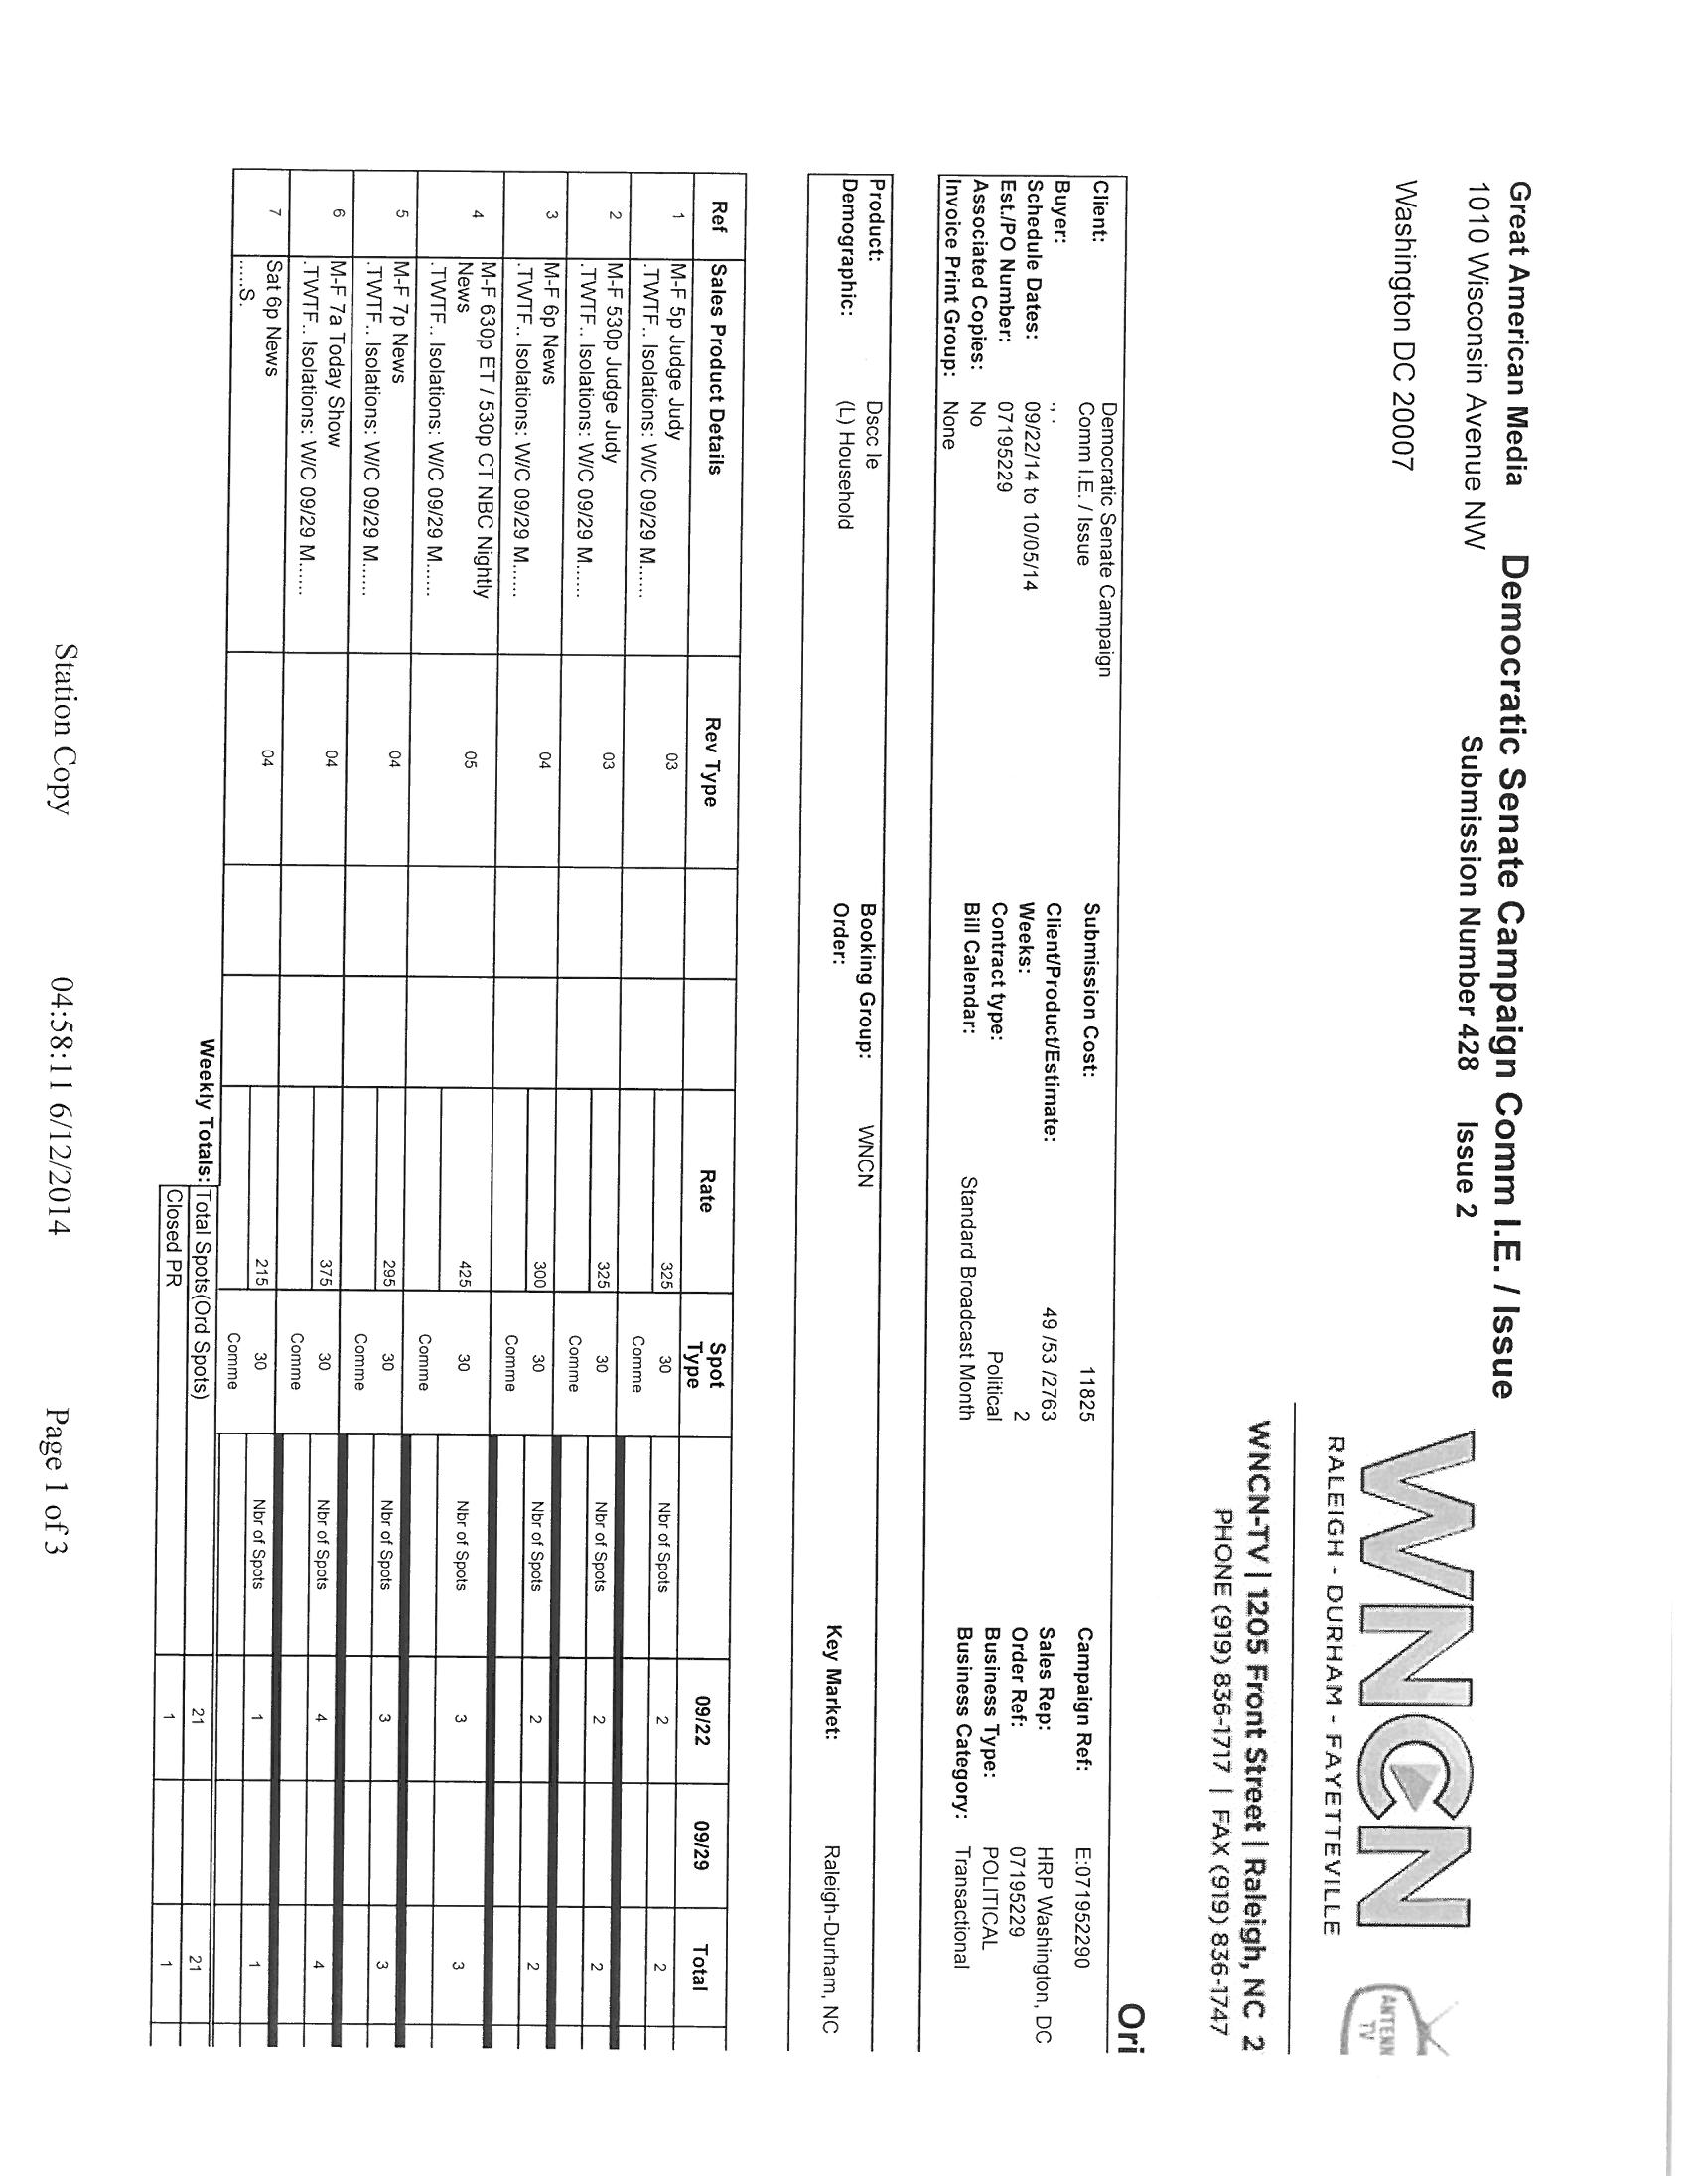 Great American Media Democratic Senate Campaign Comm I.E. / Issue
1010 Wisconsin Avenue NW Submission Number 428 Issue 2
Washington DC 20007
WNCN
RALEIGH - DURHAM - FAYETTEVILLE
ANTENN
TV
WNCN-TV | 1205 Front Street | Raleigh, NC 2
PHONE (919) 836-1717 | FAX (919) 836-1747
Ori
Client: Democratic Senate Campaign Submission Cost: 11825 Campaign Ref: E:071952290
Comm I.E. / Issue
Buyer: ., . Client/Product/Estimate: 49 /53 /2763 Sales Rep: HRP Washington, DC
Schedule Dates: 09/22/14 to 10/05/14 Weeks: 2 Order Ref: 07195229
Est./PO Number: 07195229 Contract type: Political Business Type: POLITICAL
Associated Copies: No Bill Calendar: Standard Broadcast Month Business Category: Transactional
Invoice Print Group: None
Product: Dscc Ie Booking Group: WNCN
Demographic: (L) Household Order: Key Market: Raleigh-Durham, NC
Ref Sales Product Details Rev Type Rate Spot Type 09/22 09/29 Total
1 M-F 5p Judge Judy 03 325 30 Nbr of Spots 2 2
.TWTF.. Isolations: W/C 09/29 M...... Comme
2 M-F 530p Judge Judy 03 325 30 Nbr of Spots 2 2
.TWTF.. Isolations: W/C 09/29 M...... Comme
3 M-F 6p News 04 300 30 Nbr of Spots 2 2
.TWTF.. Isolations: W/C 09/29 M...... Comme
4 M-F 630p ET / 530p CT NBC Nightly 05 425 30 Nbr of Spots 3 3
News
.TWTF.. Isolations: W/C 09/29 M...... Comme
5 M-F 7p News 04 295 30 Nbr of Spots 3 3
.TWTF.. Isolations: W/C 09/29 M...... Comme
6 M-F 7a Today Show 04 375 30 Nbr of Spots 4 4
.TWTF.. Isolations: W/C 09/29 M...... Comme
7 Sat 6p News 04 215 30 Nbr of Spots 1 1
.....S. Comme
Weekly Totals: Total Spots(Ord Spots) 21 21
Closed PR 1 1
Station Copy 04:58:11 6/12/2014 Page 1 of 3